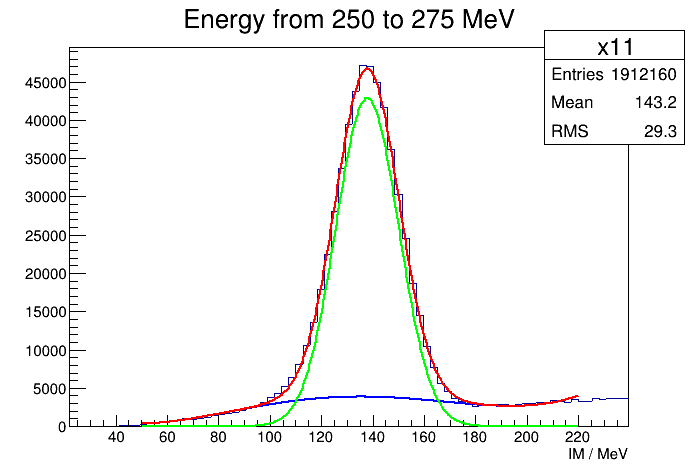 Energy from 250 to 275 MeV
x11
Entries 1912160
Mean 143.2
RMS 29.3
45000
40000
35000
30000
25000
20000
15000
10000
5000
0
40 60 80 100 120 140 160 180 200 220
IM / MeV